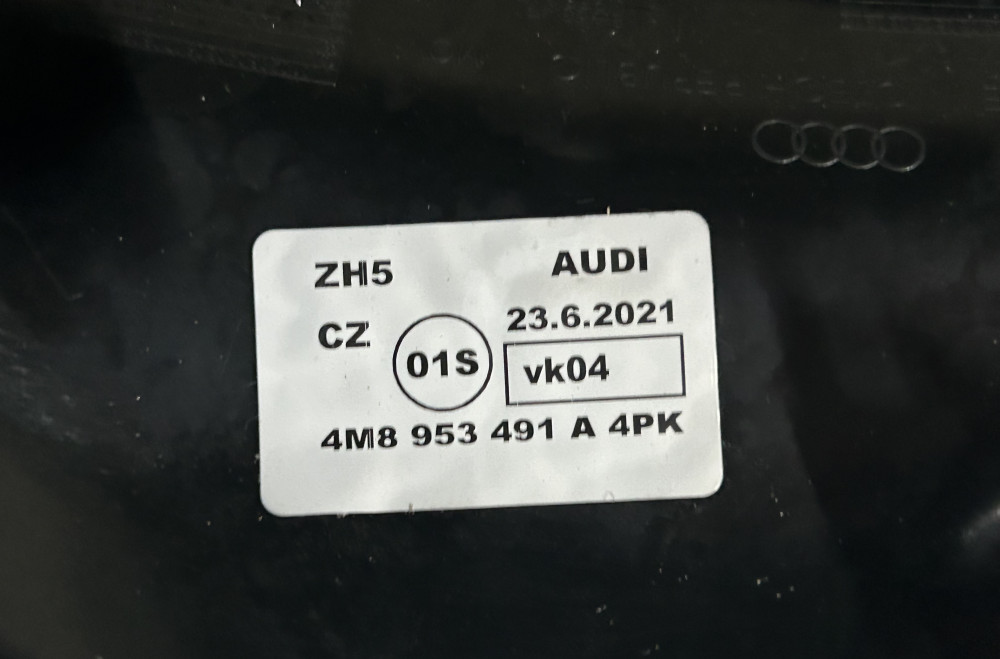 ZH5 AUDI
CZ 23.6.2021
01S vk04
4M8 953 491 A 4PK